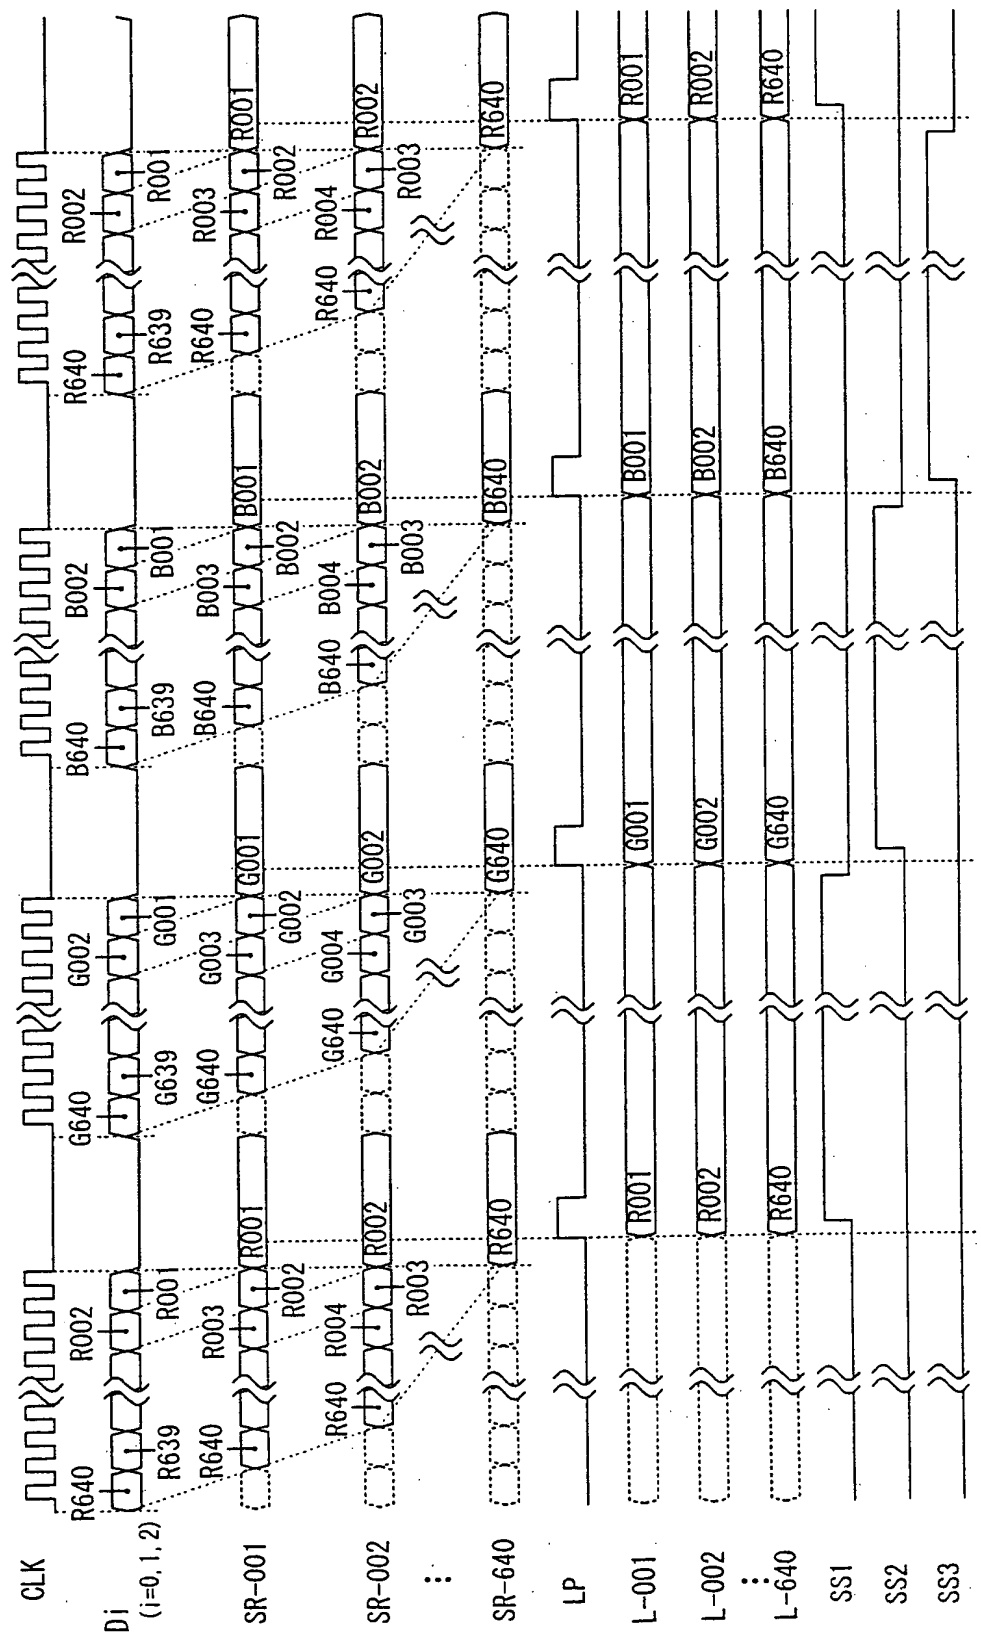 CLK
Di
(i=0, 1, 2)
R640
R639
R002
R001
G640
G639
G002
G001
B640
B639
B002
B001
R640
R639
R002
R001
SR-001
R640
R003
R002
R001
G640
G003
G002
G001
B640
B003
B002
B001
R640
R003
R002
R001
SR-002
R640
R004
R003
R002
G640
G004
G003
G002
B640
B004
B003
B002
R640
R004
R003
R002
⋮
SR-640
R640
G640
B640
R640
LP
L-001
R001
G001
B001
R001
L-002
R002
G002
B002
R002
⋮
L-640
R640
G640
B640
R640
SS1
SS2
SS3